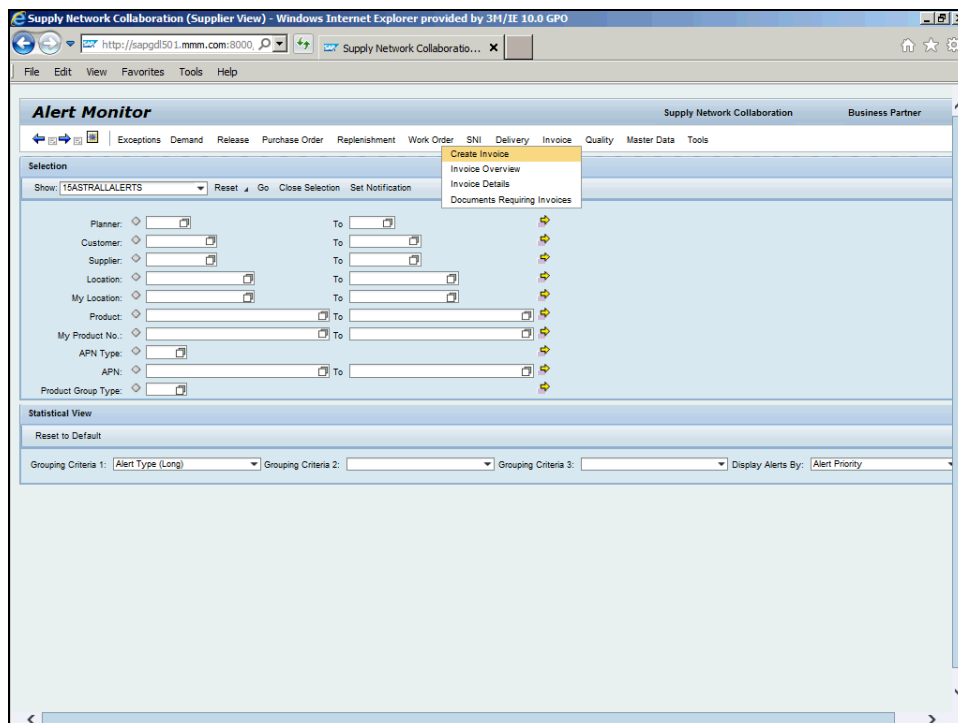 Supply Network Collaboration (Supplier View) - Windows Internet Explorer provided by 3M/IE 10.0 GPO
http://sapgdl501.mmm.com:8000, Supply Network Collaboratio...
File Edit View Favorites Tools Help
Alert Monitor Supply Network Collaboration Business Partner
Exceptions Demand Release Purchase Order Replenishment Work Order SNI Delivery Invoice Quality Master Data Tools
Create Invoice
Invoice Overview
Invoice Details
Documents Requiring Invoices
Selection
Show: 15ASTRALLALERTS Reset Go Close Selection Set Notification
Planner: To
Customer: To
Supplier: To
Location: To
My Location: To
Product: To
My Product No.: To
APN Type:
APN: To
Product Group Type:
Statistical View
Reset to Default
Grouping Criteria 1: Alert Type (Long) Grouping Criteria 2: Grouping Criteria 3: Display Alerts By: Alert Priority